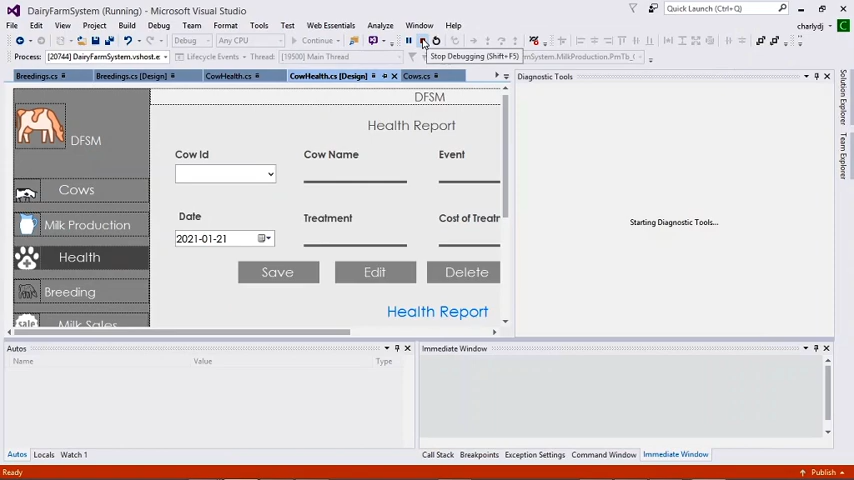 DairyFarmSystem (Running) - Microsoft Visual Studio
Quick Launch (Ctrl+Q)
File Edit View Project Build Debug Team Format Tools Test Web Essentials Analyze Window Help
charlydj
Debug Any CPU Continue
Stop Debugging (Shift+F5)
Process: [20744] DairyFarmSystem.vshost.e Lifecycle Events Thread: [19500] Main Thread rmSystem.MilkProduction.PmTb_C
Breedings.cs Breedings.cs [Design] CowHealth.cs CowHealth.cs [Design] Cows.cs
Diagnostic Tools
Solution Explorer
Team Explorer
DFSM
DFSM
Health Report
Cow Id Cow Name Event
Cows
Milk Production
Health
Breeding
sale Milk Sales
Date Treatment Cost of Treatm
2021-01-21
Save Edit Delete
Health Report
Starting Diagnostic Tools...
Autos
Name Value Type
Immediate Window
Autos Locals Watch 1
Call Stack Breakpoints Exception Settings Command Window Immediate Window
Ready
Publish